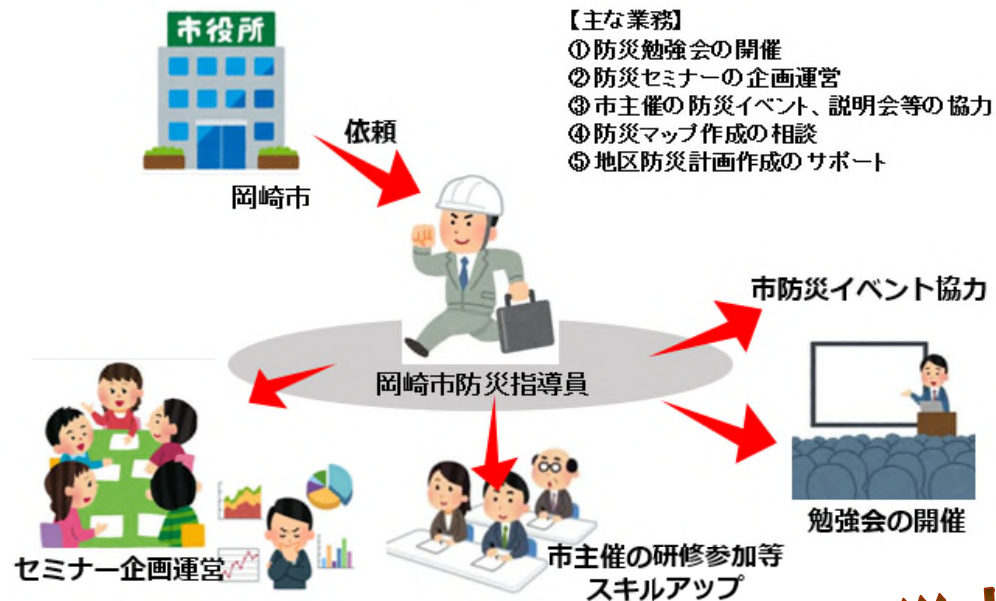 市役所
岡崎市
依頼
【主な業務】
①防災勉強会の開催
②防災セミナーの企画運営
③市主催の防災イベント、説明会等の協力
④防災マップ作成の相談
⑤地区防災計画作成のサポート
岡崎市防災指導員
市防災イベント協力
勉強会の開催
セミナー企画運営
市主催の研修参加等
スキルアップ